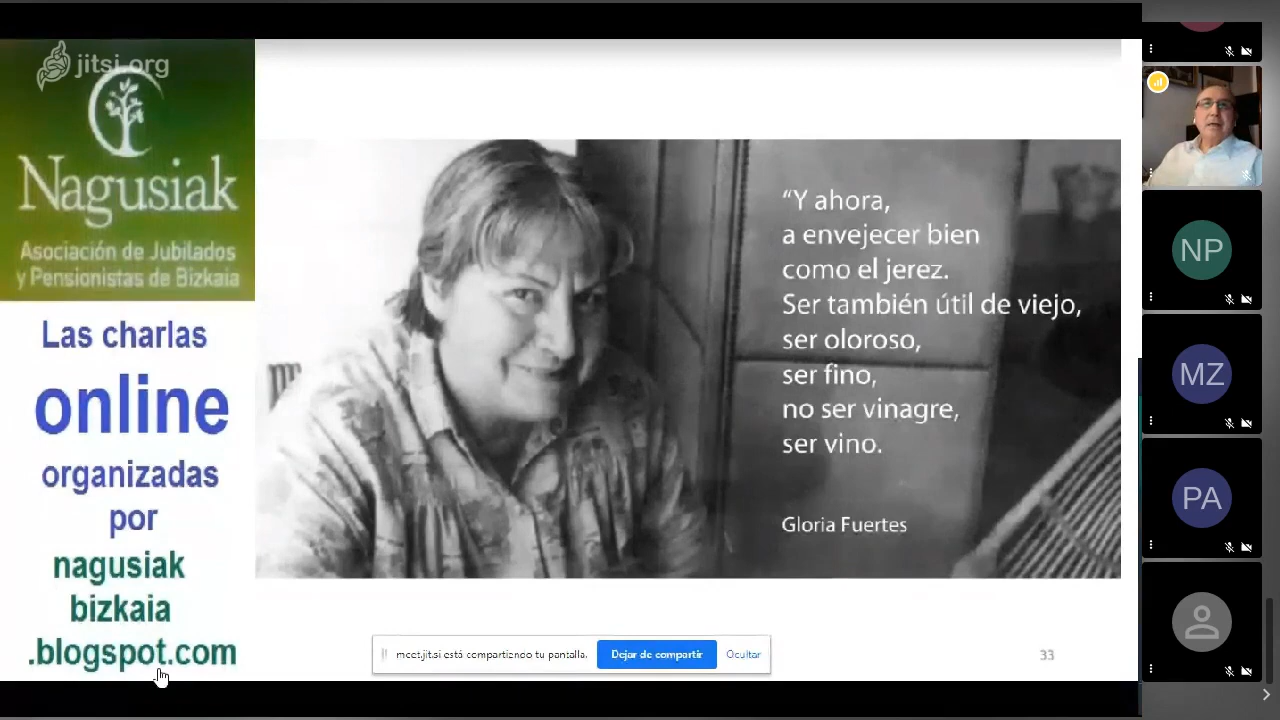 jitsi.org
Nagusiak
Asociación de Jubilados
y Pensionistas de Bizkaia
Las charlas
online
organizadas
por
nagusiak
bizkaia
.blogspot.com
“Y ahora,
a envejecer bien
como el jerez.
Ser también útil de viejo,
ser oloroso,
ser fino,
no ser vinagre,
ser vino.
Gloria Fuertes
meet.jit.si está compartiendo tu pantalla.
Dejar de compartir
Ocultar
33
NP
MZ
PA